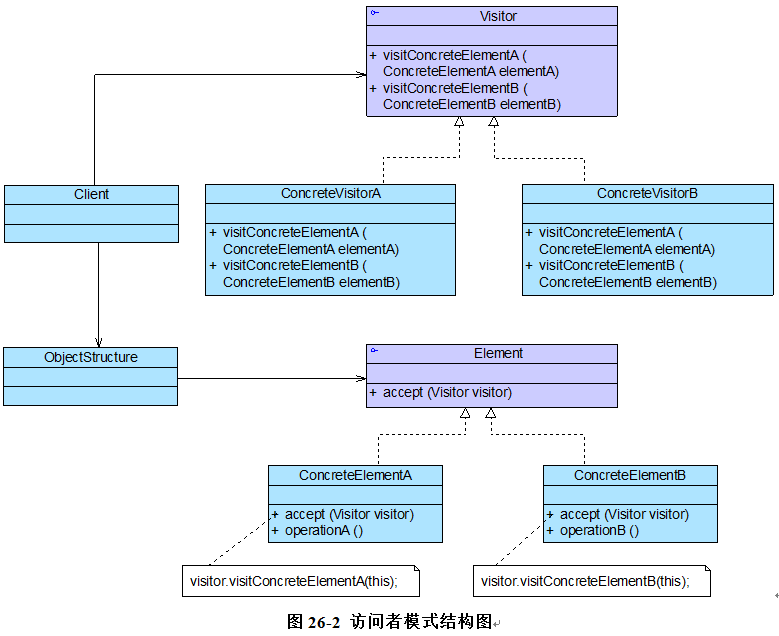 Visitor
+ visitConcreteElementA (
ConcreteElementA elementA)
+ visitConcreteElementB (
ConcreteElementB elementB)
Client
ConcreteVisitorA
+ visitConcreteElementA (
ConcreteElementA elementA)
+ visitConcreteElementB (
ConcreteElementB elementB)
ConcreteVisitorB
+ visitConcreteElementA (
ConcreteElementA elementA)
+ visitConcreteElementB (
ConcreteElementB elementB)
ObjectStructure
Element
+ accept (Visitor visitor)
ConcreteElementA
+ accept (Visitor visitor)
+ operationA ()
ConcreteElementB
+ accept (Visitor visitor)
+ operationB ()
visitor.visitConcreteElementA(this);
visitor.visitConcreteElementB(this);
图 26-2 访问者模式结构图